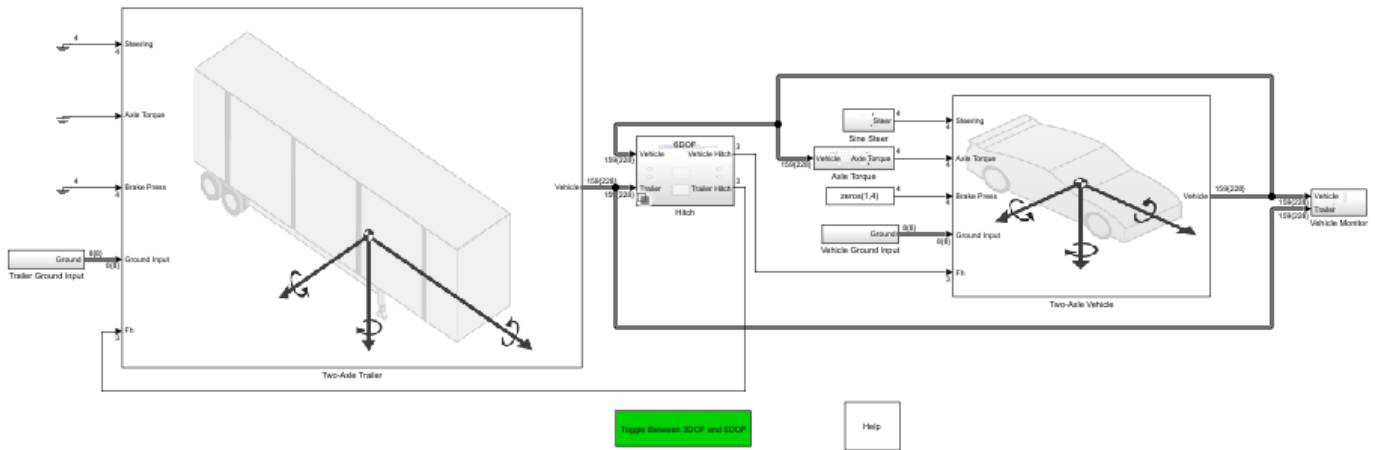 4
Steering
4
Axle Torque
4
Brake Press
4
Ground
8(8)
8(8)
Ground Input
Trailer Ground Input
Fh
3
Vehicle
159(228)
Two-Axle Trailer
6DOF
Vehicle
159(228)
Vehicle Hitch
3
Trailer
159(228)
Trailer Hitch
3
Hitch
Steer
4
Sine Steer
Vehicle
159(228)
Axle Torque
4
Axle Torque
zeros(1,4)
4
Ground
8(8)
8(8)
Vehicle Ground Input
Steering
4
Axle Torque
4
Brake Press
4
Ground Input
Fh
3
Vehicle
159(228)
Two-Axle Vehicle
Vehicle
159(228)
Trailer
159(228)
Vehicle Monitor
Toggle Between 3DOF and 6DOF
Help